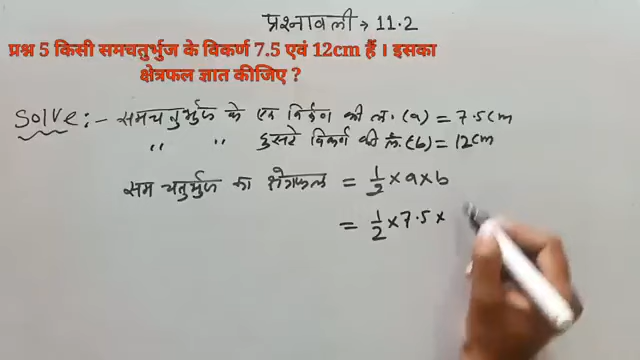 प्रश्नावली → 11.2
प्रश्न 5 किसी समचतुर्भुज के विकर्ण 7.5 एवं 12cm हैं । इसका
क्षेत्रफल ज्ञात कीजिए ?
Solve:- समचतुर्भुज के एक विकर्ण की ल. (a) = 7.5cm
" " दुसरे विकर्ण की ल. (b) = 12cm
सम चतुर्भुज का क्षेत्रफल = 1/2 × a × b
= 1/2 × 7.5 ×